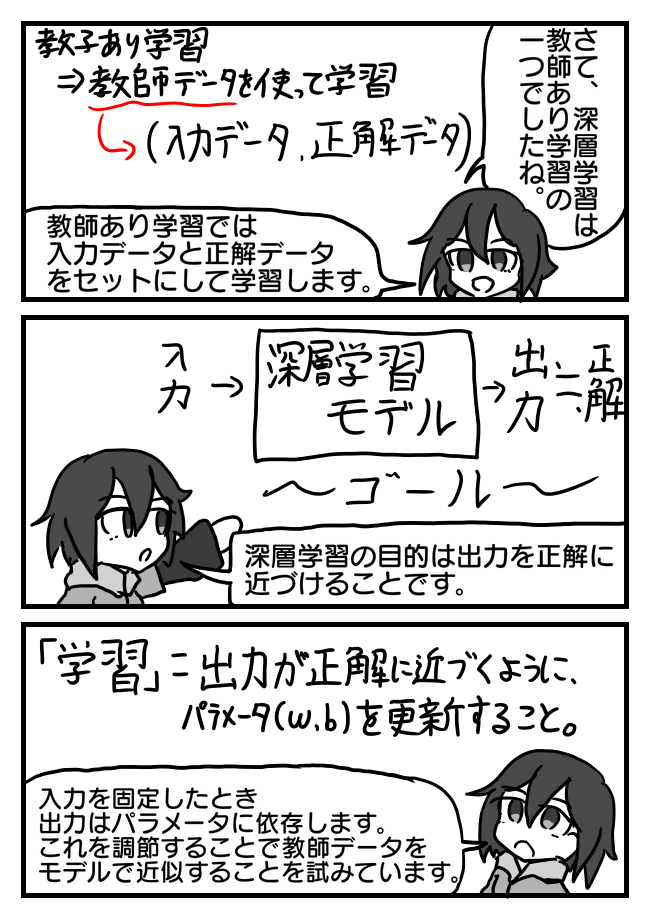 教子あり学習
⇒教師データを使って学習
(入力データ,正解データ)
さて、深層学習は
教師あり学習の
一つでしたね。
教師あり学習では
入力データと正解データ
をセットにして学習します。
入力
→
深層学習
モデル
→
出力
≒
正解
〜ゴール〜
深層学習の目的は出力を正解に
近づけることです。
「学習」=出力が正解に近づくように、
パラメータ(w,b)を更新すること。
入力を固定したとき
出力はパラメータに依存します。
これを調節することで教師データを
モデルで近似することを試みています。